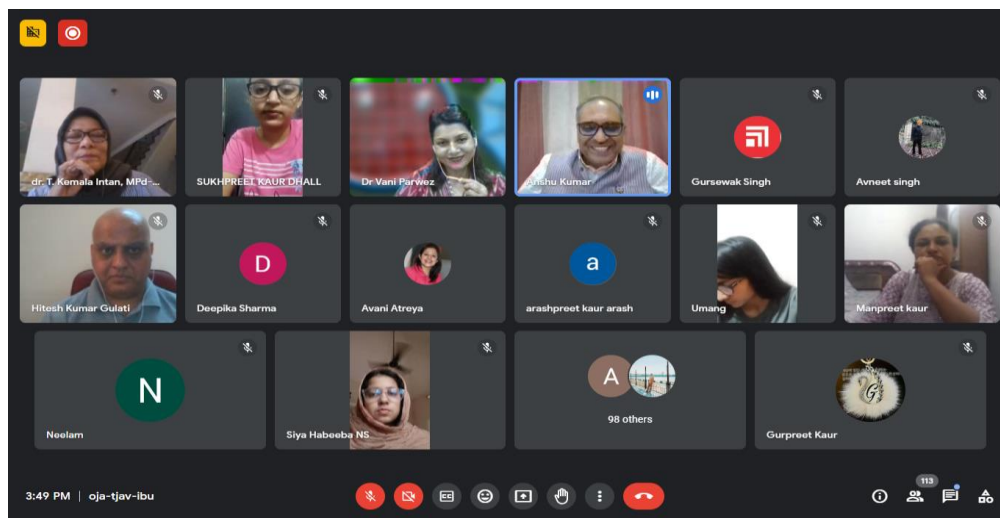 dr. T. Kemala Intan, MPd-...
SUKHPREET KAUR DHALL
Dr Vani Parwez
Anshu Kumar
Gursewak Singh
Avneet singh
Hitesh Kumar Gulati
D
Deepika Sharma
Avani Atreya
a
arashpreet kaur arash
Umang
Manpreet kaur
N
Neelam
Siya Habeeba NS
A
98 others
G
Gurpreet Kaur
3:49 PM | oja-tjav-ibu
CC
113